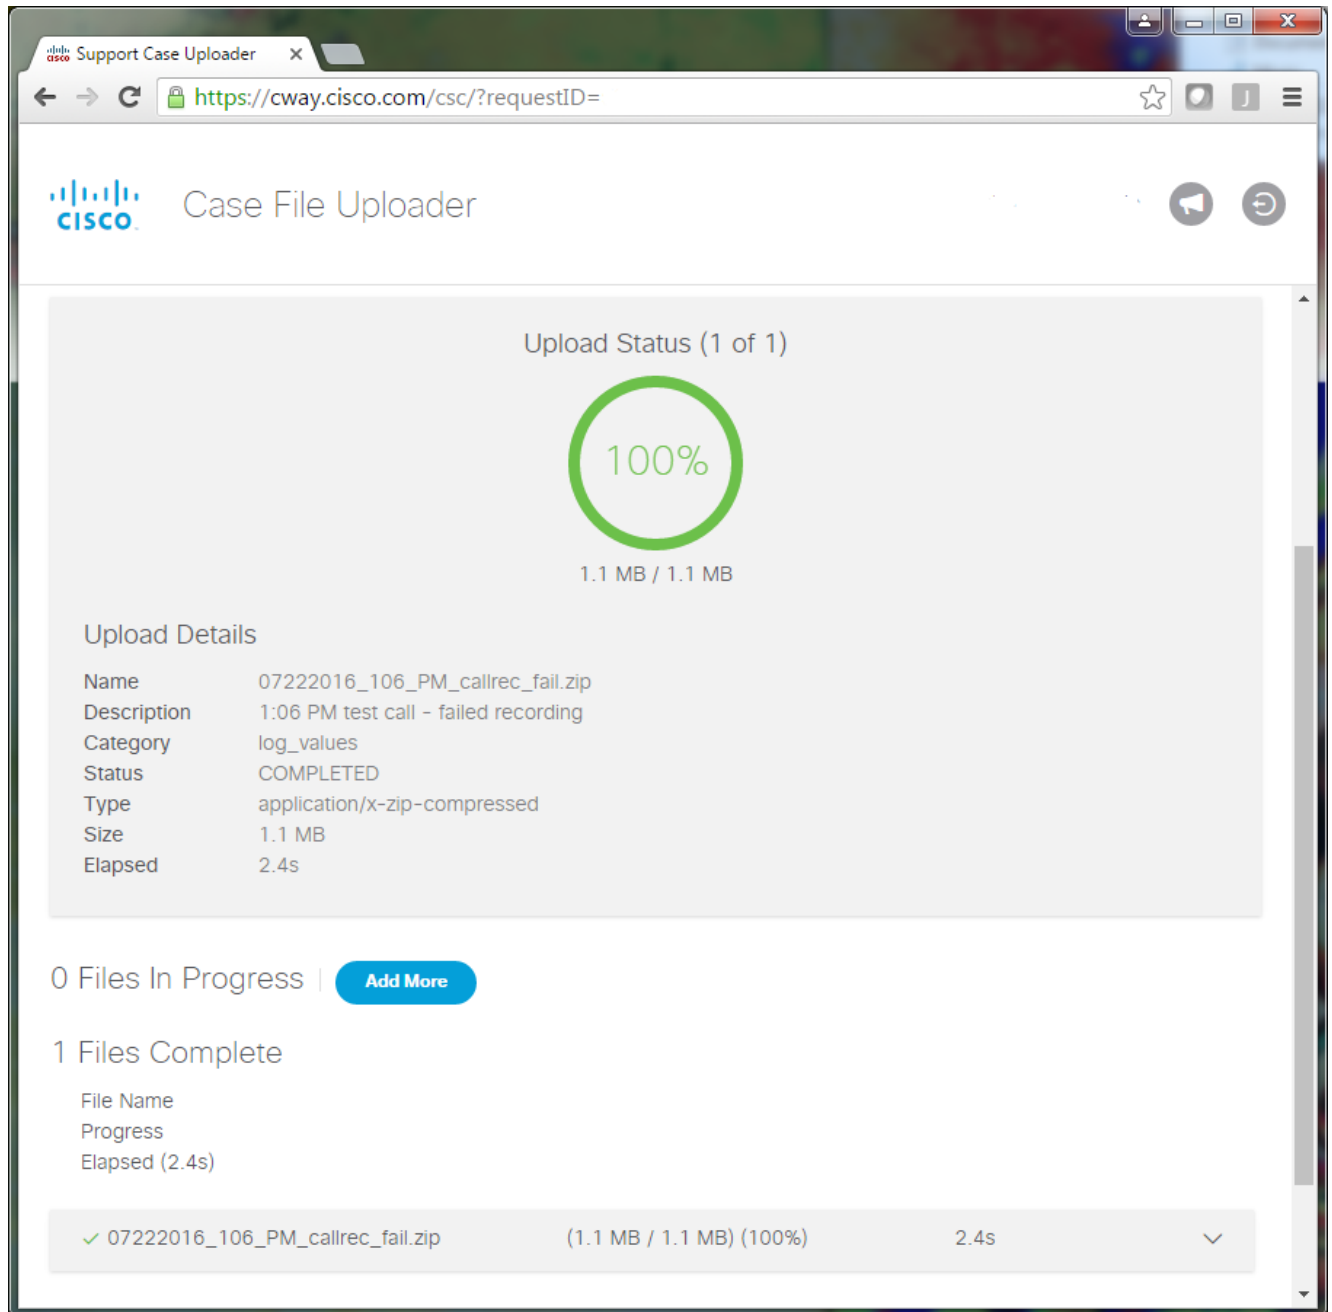 Support Case Uploader
https://cway.cisco.com/csc/?requestID=
J
CISCO
Case File Uploader
Upload Status (1 of 1)
100%
1.1 MB / 1.1 MB
Upload Details
Name 07222016_106_PM_callrec_fail.zip
Description 1:06 PM test call - failed recording
Category log_values
Status COMPLETED
Type application/x-zip-compressed
Size 1.1 MB
Elapsed 2.4s
0 Files In Progress Add More
1 Files Complete
File Name
Progress
Elapsed (2.4s)
07222016_106_PM_callrec_fail.zip (1.1 MB / 1.1 MB) (100%) 2.4s